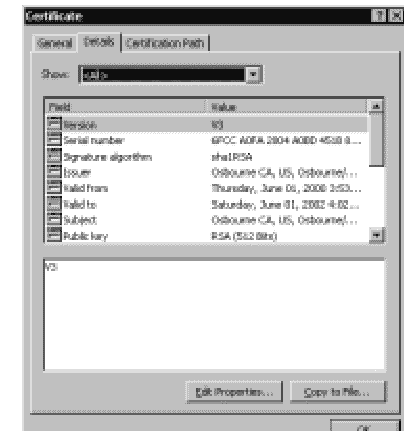 Certificate
General Details Certification Path
Show: <All>
Field Value
Version V3
Serial number 6FCC A0FA 2804 A0BD 4518 8...
Signature algorithm sha1RSA
Issuer Osbourne CA, US, Osbourne/...
Valid from Thursday, June 01, 2000 3:53...
Valid to Saturday, June 01, 2002 4:02...
Subject Osbourne CA, US, Osbourne/...
Public key RSA (512 Bits)
V3
Edit Properties... Copy to File...
OK